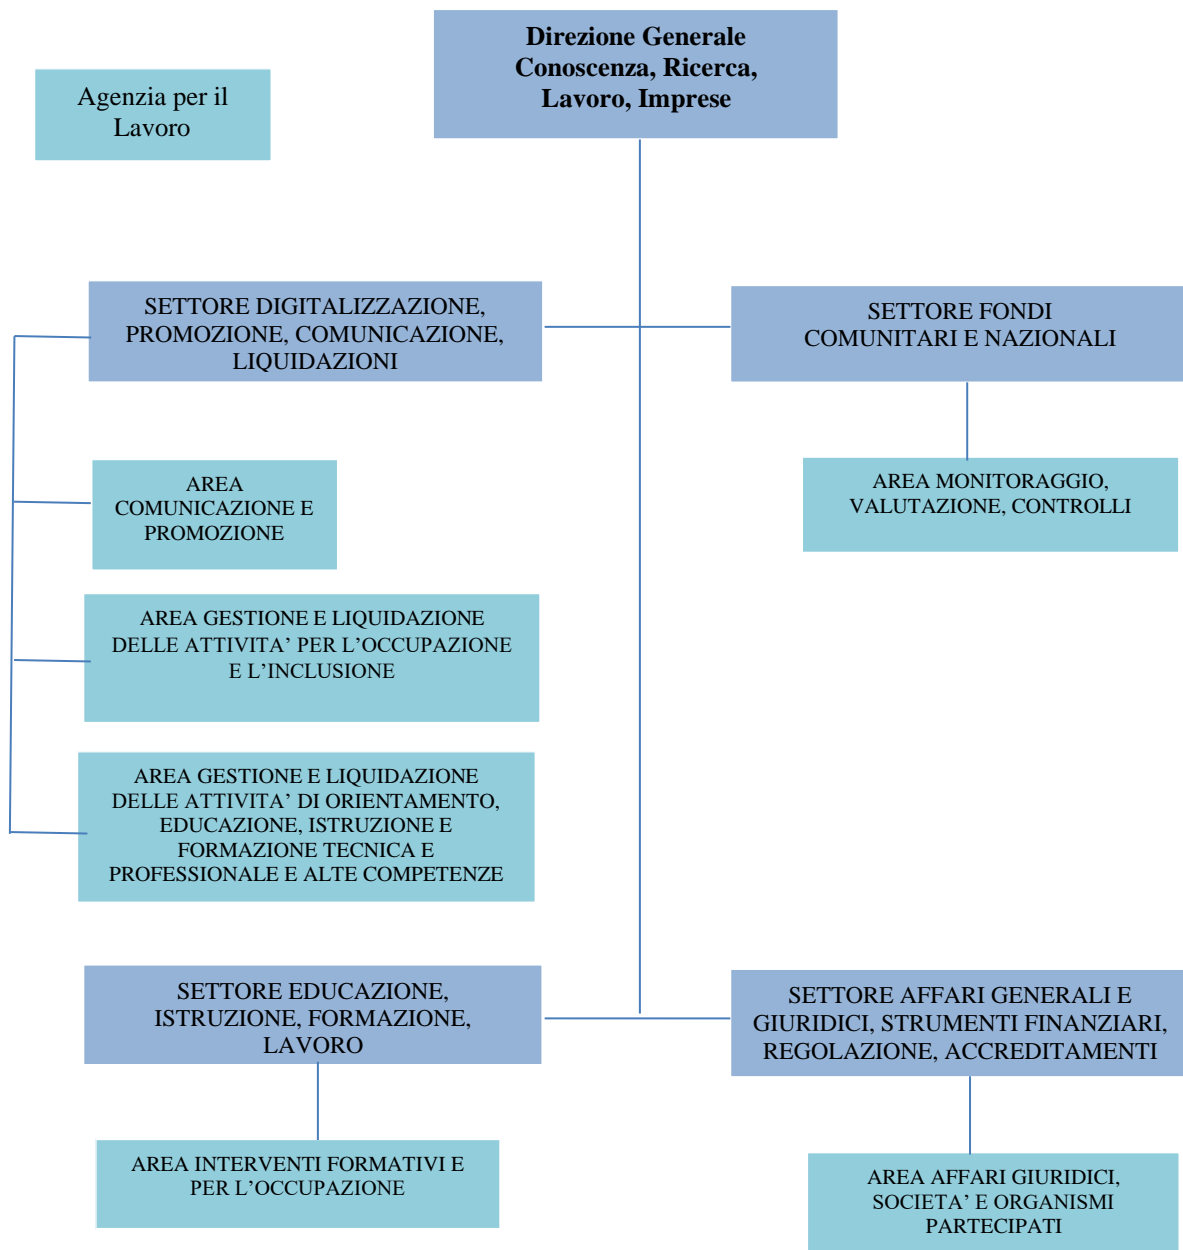 Direzione Generale
Conoscenza, Ricerca,
Lavoro, Imprese
Agenzia per il
Lavoro
SETTORE DIGITALIZZAZIONE,
PROMOZIONE, COMUNICAZIONE,
LIQUIDAZIONI
SETTORE FONDI
COMUNITARI E NAZIONALI
AREA
COMUNICAZIONE E
PROMOZIONE
AREA MONITORAGGIO,
VALUTAZIONE, CONTROLLI
AREA GESTIONE E LIQUIDAZIONE
DELLE ATTIVITA’ PER L’OCCUPAZIONE
E L’INCLUSIONE
AREA GESTIONE E LIQUIDAZIONE
DELLE ATTIVITA’ DI ORIENTAMENTO,
EDUCAZIONE, ISTRUZIONE E
FORMAZIONE TECNICA E
PROFESSIONALE E ALTE COMPETENZE
SETTORE EDUCAZIONE,
ISTRUZIONE, FORMAZIONE,
LAVORO
SETTORE AFFARI GENERALI E
GIURIDICI, STRUMENTI FINANZIARI,
REGOLAZIONE, ACCREDITAMENTI
AREA INTERVENTI FORMATIVI E
PER L’OCCUPAZIONE
AREA AFFARI GIURIDICI,
SOCIETA’ E ORGANISMI
PARTECIPATI